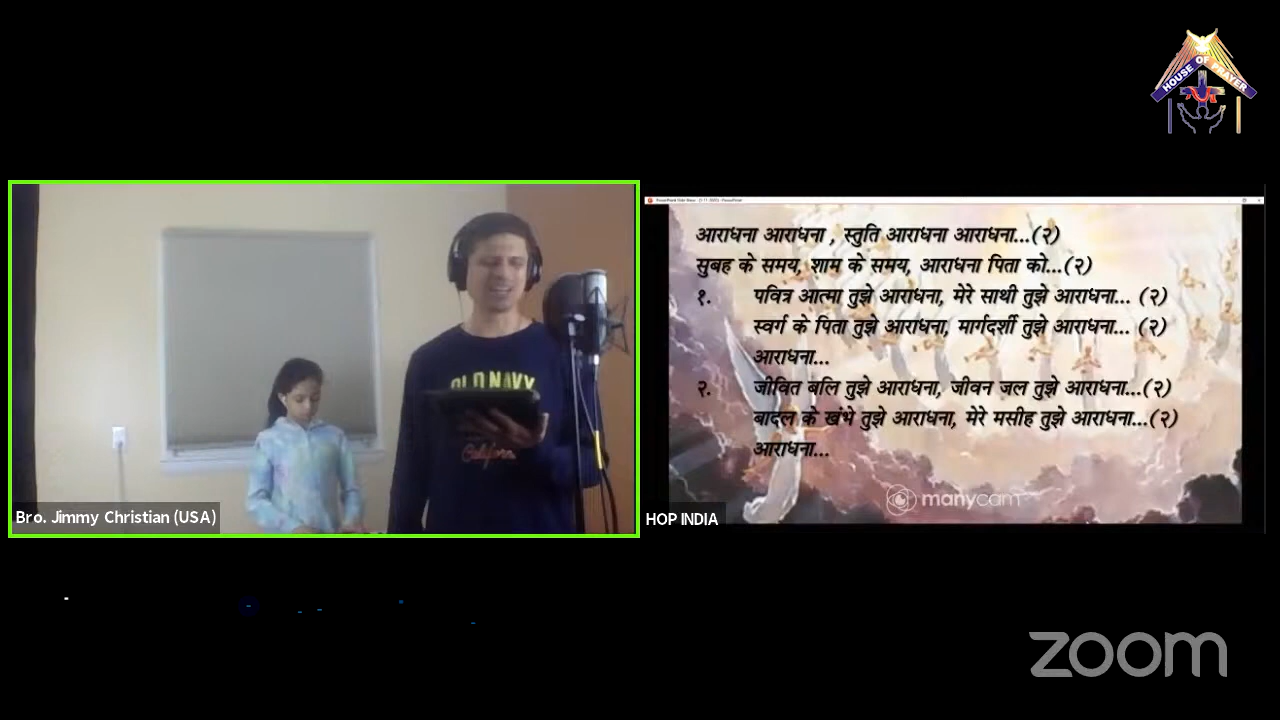 HOUSE OF PRAYER
OLD NAVY
Californ
Bro. Jimmy Christian (USA)
आराधना आराधना , स्तुति आराधना आराधना...(२)
सुबह के समय, शाम के समय, आराधना पिता को...(२)
१. पवित्र आत्मा तुझे आराधना, मेरे साथी तुझे आराधना... (२)
स्वर्ग के पिता तुझे आराधना, मार्गदर्शी तुझे आराधना... (२)
आराधना...
२. जीवित बलि तुझे आराधना, जीवन जल तुझे आराधना...(२)
बादल के खंभे तुझे आराधना, मेरे मसीह तुझे आराधना...(२)
आराधना...
manycam
HOP INDIA
zoom